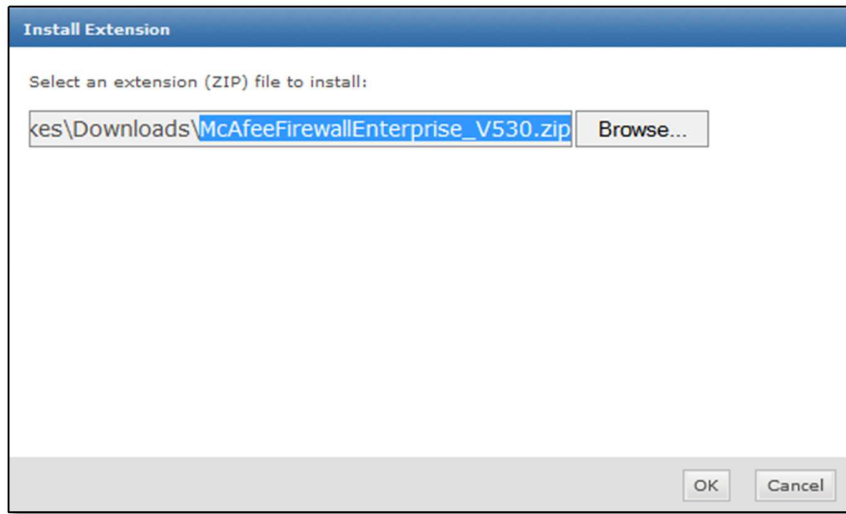 Install Extension
Select an extension (ZIP) file to install:
kes\Downloads\McAfeeFirewallEnterprise_V530.zip Browse...
OK Cancel